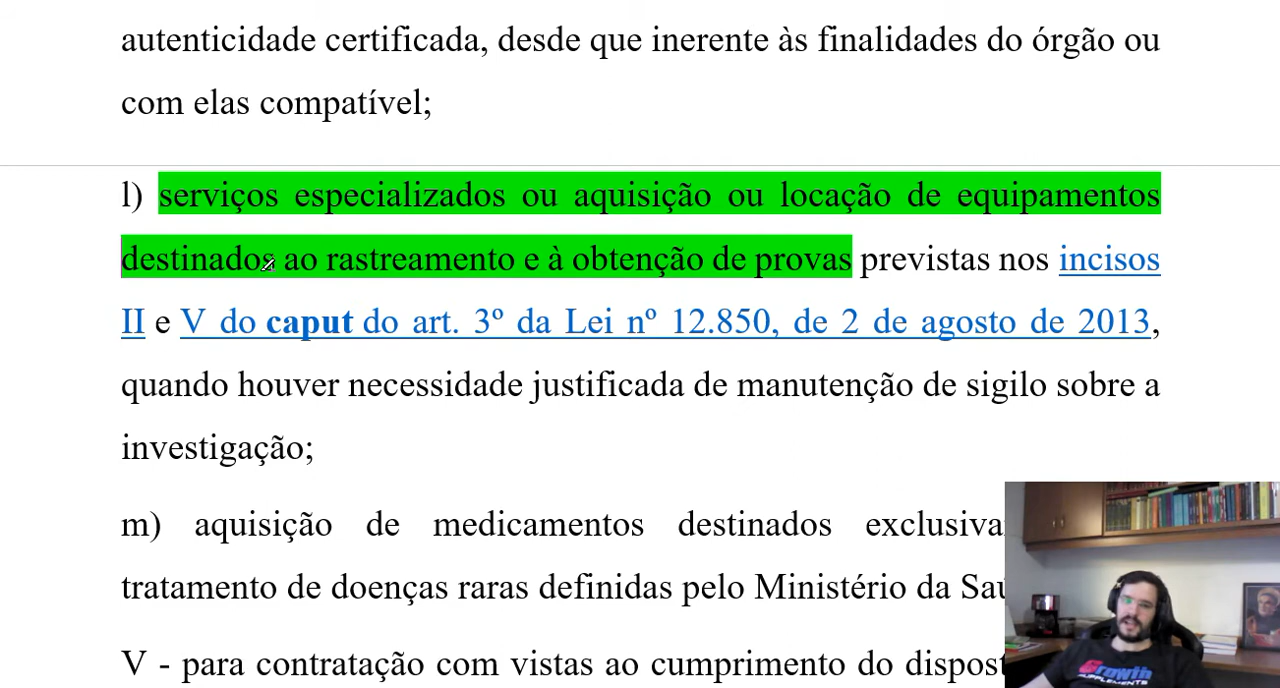 autenticidade certificada, desde que inerente às finalidades do órgão ou
com elas compatível;
l) serviços especializados ou aquisição ou locação de equipamentos
destinados ao rastreamento e à obtenção de provas previstas nos incisos
II e V do caput do art. 3º da Lei nº 12.850, de 2 de agosto de 2013,
quando houver necessidade justificada de manutenção de sigilo sobre a
investigação;
m) aquisição de medicamentos destinados
tratamento de doenças raras definidas pelo Ministério da
V - para contratação com vistas ao cumprimento do
Growth
SUPPLEMENTS